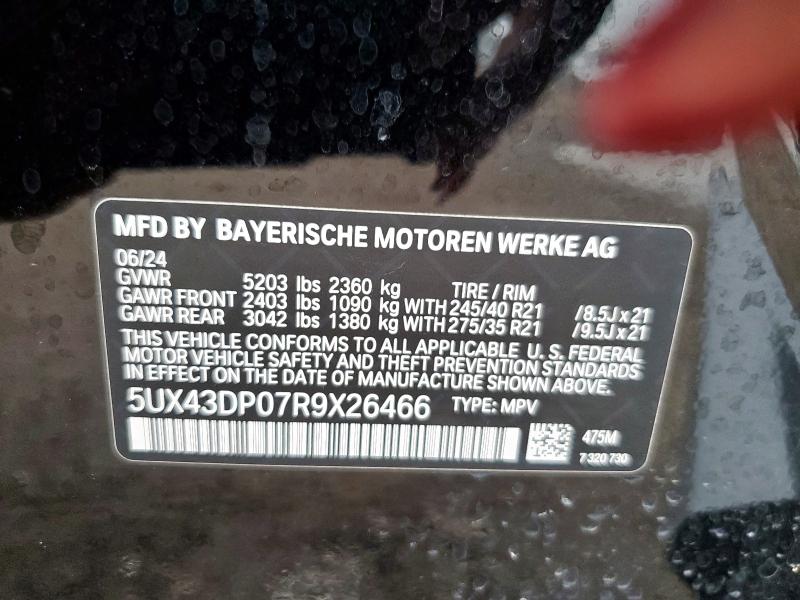 MFD BY BAYERISCHE MOTOREN WERKE AG
06/24
GVWR 5203 lbs 2360 kg TIRE / RIM
GAWR FRONT 2403 lbs 1090 kg WITH 245/40 R21 /8.5J x 21
GAWR REAR 3042 lbs 1380 kg WITH 275/35 R21 /9.5J x 21
THIS VEHICLE CONFORMS TO ALL APPLICABLE U. S. FEDERAL
MOTOR VEHICLE SAFETY AND THEFT PREVENTION STANDARDS
IN EFFECT ON THE DATE OF MANUFACTURE SHOWN ABOVE.
5UX43DP07R9X26466 TYPE: MPV
475M
7 320 730